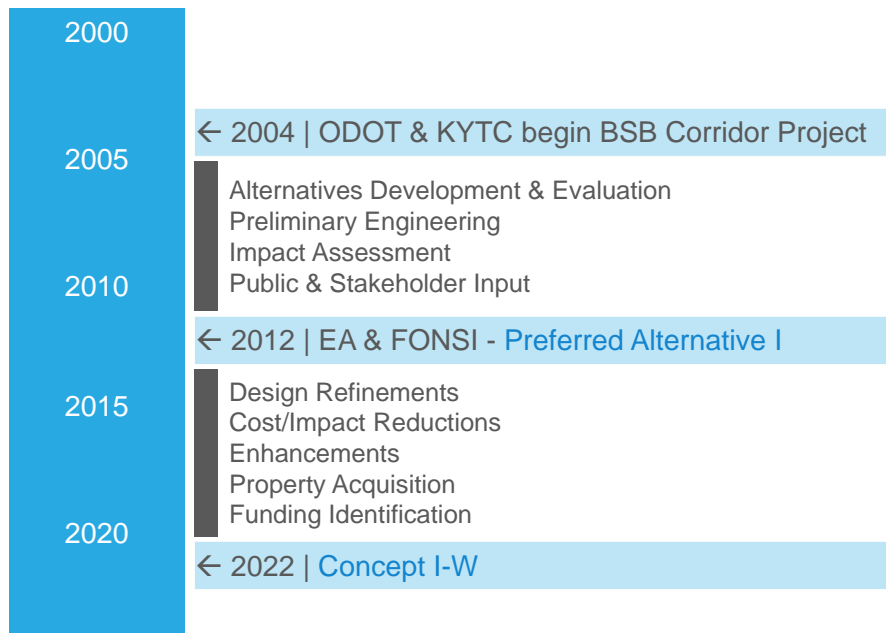 2000
← 2004 | ODOT & KYTC begin BSB Corridor Project
2005
Alternatives Development & Evaluation
Preliminary Engineering
Impact Assessment
Public & Stakeholder Input
2010
← 2012 | EA & FONSI - Preferred Alternative I
Design Refinements
2015
Cost/Impact Reductions
Enhancements
Property Acquisition
Funding Identification
2020
← 2022 | Concept I-W